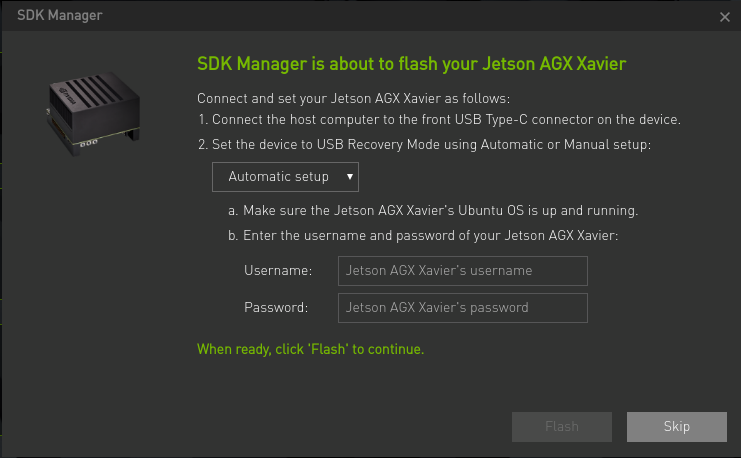 SDK Manager
SDK Manager is about to flash your Jetson AGX Xavier
Connect and set your Jetson AGX Xavier as follows:
1. Connect the host computer to the front USB Type-C connector on the device.
2. Set the device to USB Recovery Mode using Automatic or Manual setup:
Automatic setup
a. Make sure the Jetson AGX Xavier's Ubuntu OS is up and running.
b. Enter the username and password of your Jetson AGX Xavier:
Username: Jetson AGX Xavier's username
Password: Jetson AGX Xavier's password
When ready, click 'Flash' to continue.
Flash Skip